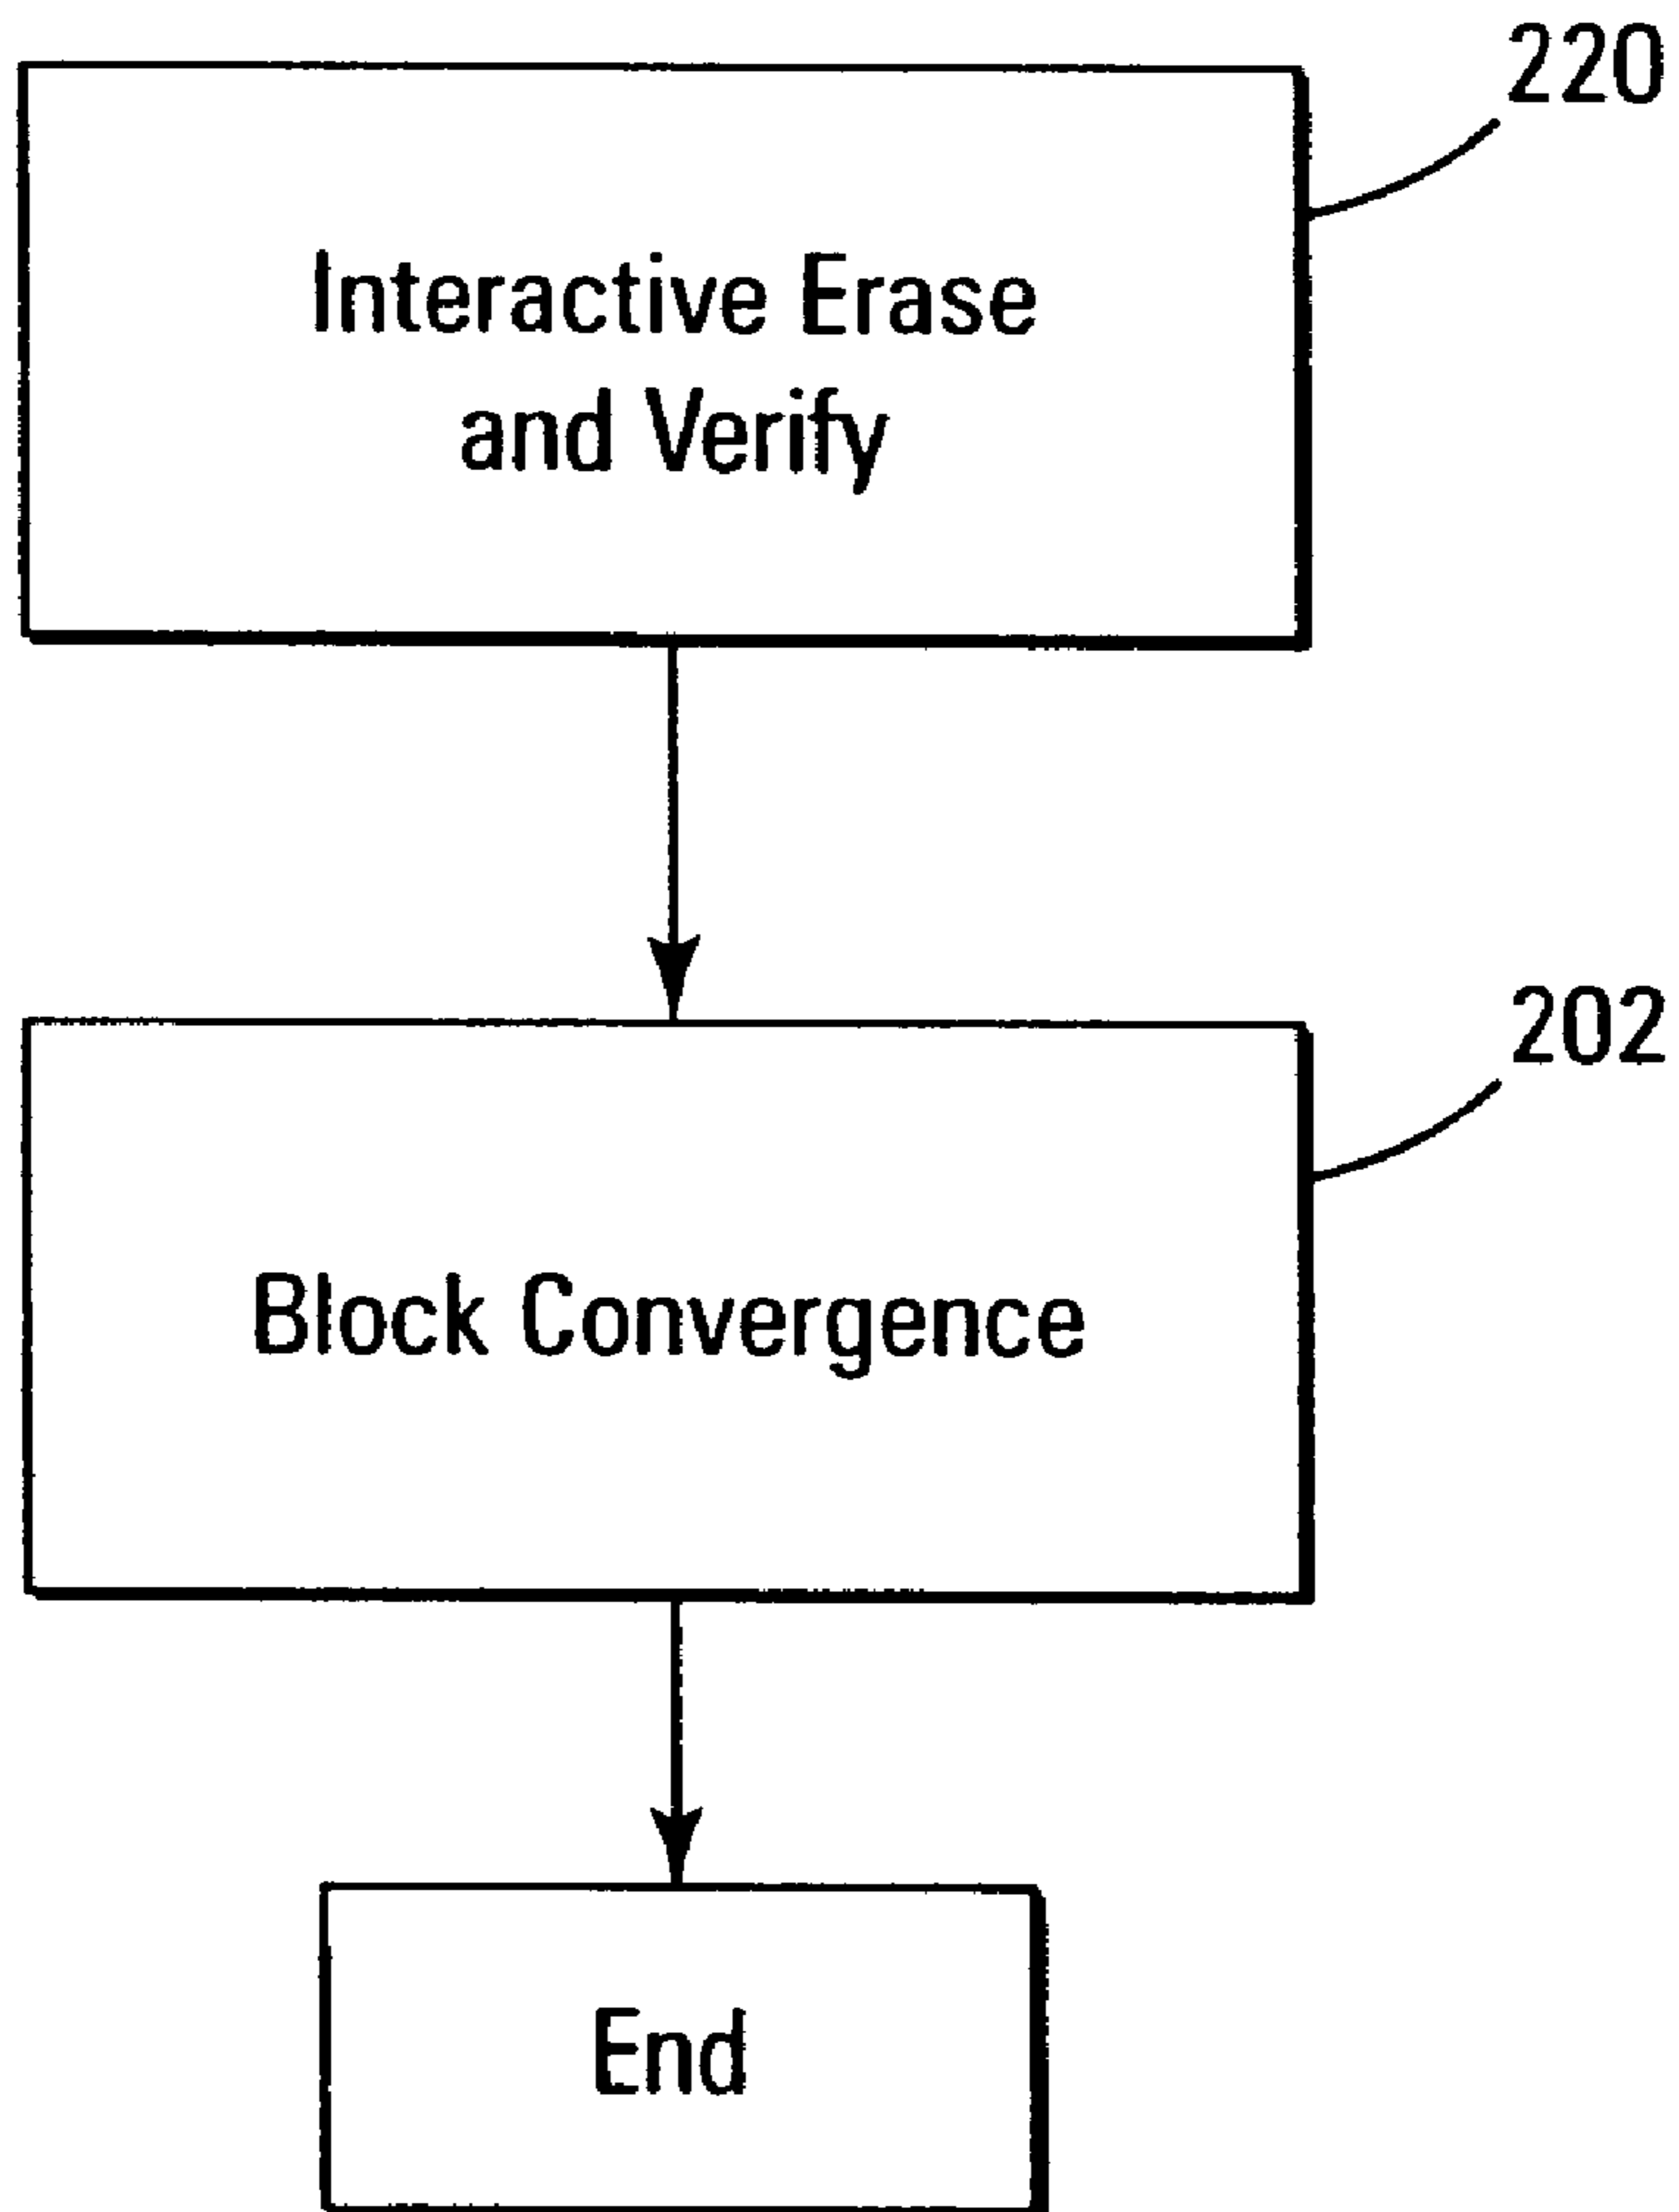 220
Interactive Erase
and Verify
202
Block Convergence
End